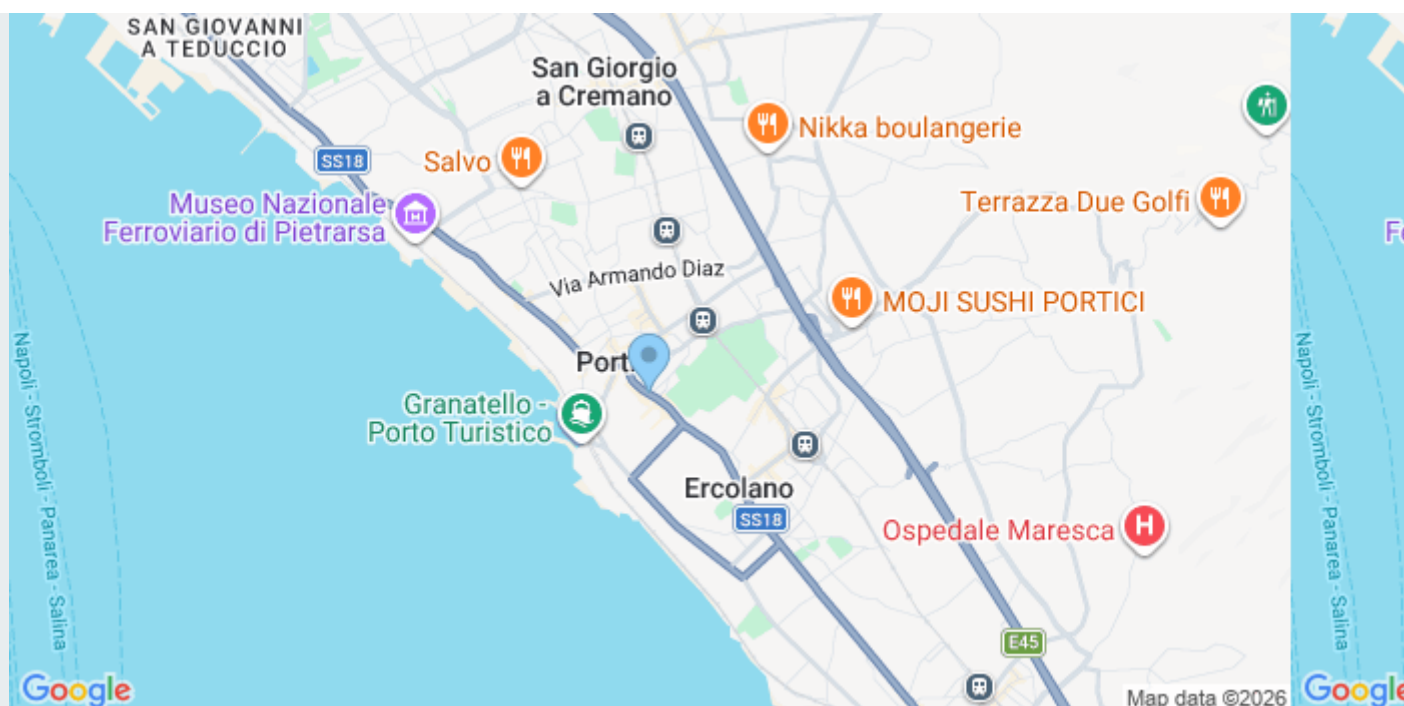 SAN GIOVANNI
A TEDUCCIO
San Giorgio
a Cremano
Nikka boulangerie
SS18
Salvo
Museo Nazionale
Ferroviario di Pietrarsa
Terrazza Due Golfi
Via Armando Diaz
MOJI SUSHI PORTICI
Granatello -
Porto Turistico
Ercolano
SS18
Ospedale Maresca
H
E45
Napoli - Stromboli - Panarea - Salina
Napoli - Stromboli - Panarea - Salina
Google
Map data ©2026
Google